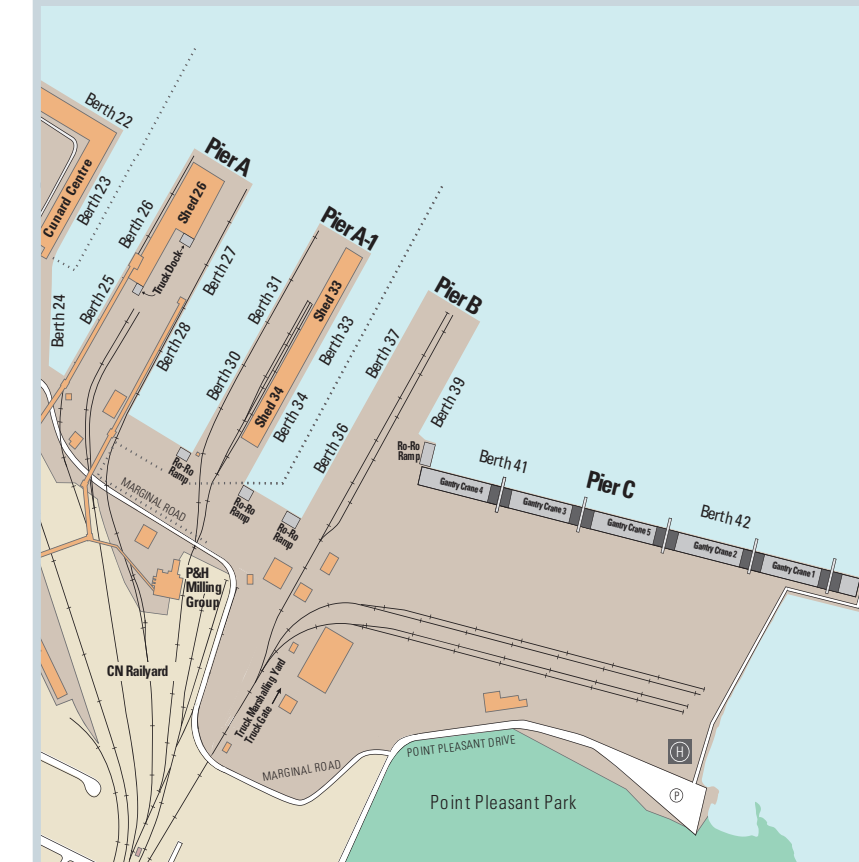 Berth 22
Pier A
Cunard Centre
Berth 23
Berth 26
Shed 26
Truck Dock
Berth 27
Berth 24
Berth 25
Berth 28
Pier A-1
Berth 31
Shed 33
Berth 33
Berth 30
Shed 34
Berth 34
Pier B
Berth 37
Berth 36
Berth 39
Ro-Ro
Ramp
Ro-Ro
Ramp
Ro-Ro
Ramp
Ro-Ro
Ramp
Berth 41
Pier C
Berth 42
Gantry Crane 4
Gantry Crane 3
Gantry Crane 5
Gantry Crane 2
Gantry Crane 1
MARGINAL ROAD
P&H
Milling
Group
CN Railyard
Truck Marshalling Yard
Truck Gate
MARGINAL ROAD
POINT PLEASANT DRIVE
H
P
Point Pleasant Park